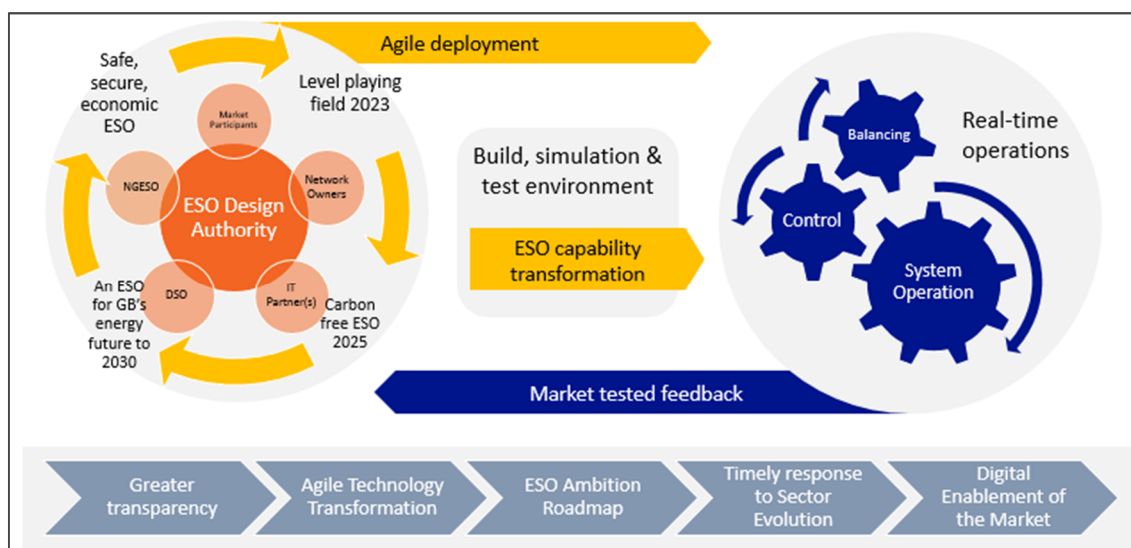 Agile deployment
Safe,
secure,
economic
ESO
Level playing
field 2023
Market
Participants
NGESO
Network
Owners
ESO Design
Authority
DSO
IT
Partner(s)
An ESO
for GB's
energy
future to
2030
Carbon
free ESO
2025
Build, simulation &
test environment
ESO capability
transformation
Balancing
Real-time
operations
Control
System
Operation
Market tested feedback
Greater
transparency
Agile Technology
Transformation
ESO Ambition
Roadmap
Timely response
to Sector
Evolution
Digital
Enablement of
the Market